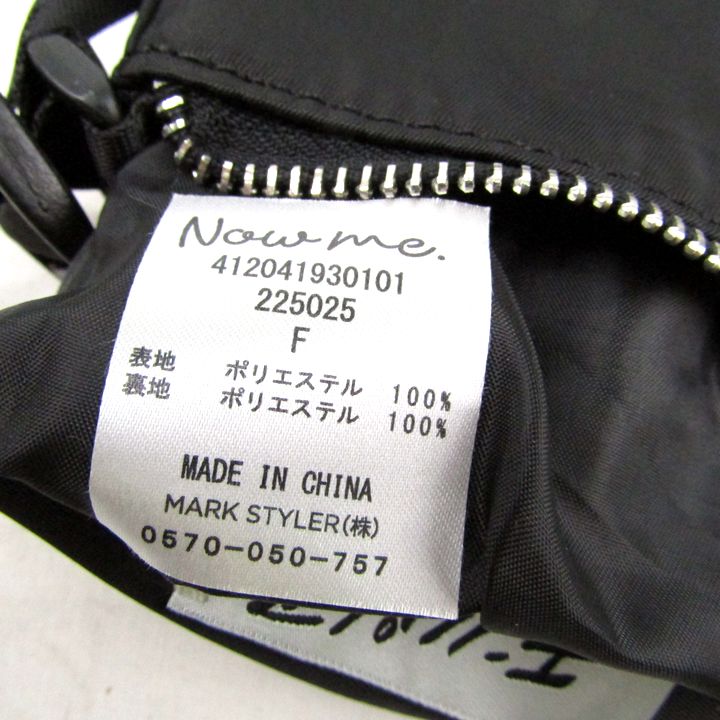 Now me.
412041930101
225025
F
表地 ポリエステル 100%
裏地 ポリエステル 100%
MADE IN CHINA
MARK STYLER(株)
0570-050-757